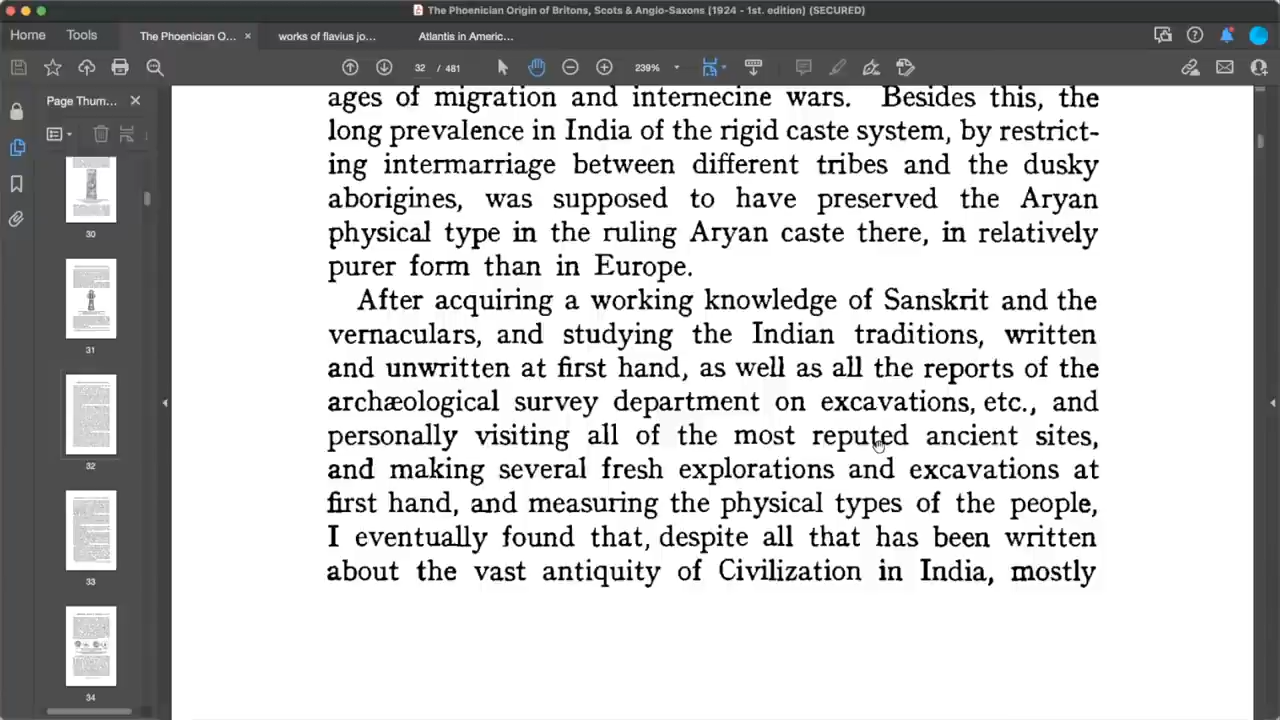 The Phoenician Origin of Britons, Scots & Anglo-Saxons (1924 - 1st. edition) (SECURED)
Home Tools The Phoenician O... × works of flavius jo... Atlantis in Americ...
32 / 481 239%
Page Thum... ×
30
31
32
33
34
ages of migration and internecine wars. Besides this, the
long prevalence in India of the rigid caste system, by restrict-
ing intermarriage between different tribes and the dusky
aborigines, was supposed to have preserved the Aryan
physical type in the ruling Aryan caste there, in relatively
purer form than in Europe.
After acquiring a working knowledge of Sanskrit and the
vernaculars, and studying the Indian traditions, written
and unwritten at first hand, as well as all the reports of the
archæological survey department on excavations, etc., and
personally visiting all of the most reputed ancient sites,
and making several fresh explorations and excavations at
first hand, and measuring the physical types of the people,
I eventually found that, despite all that has been written
about the vast antiquity of Civilization in India, mostly